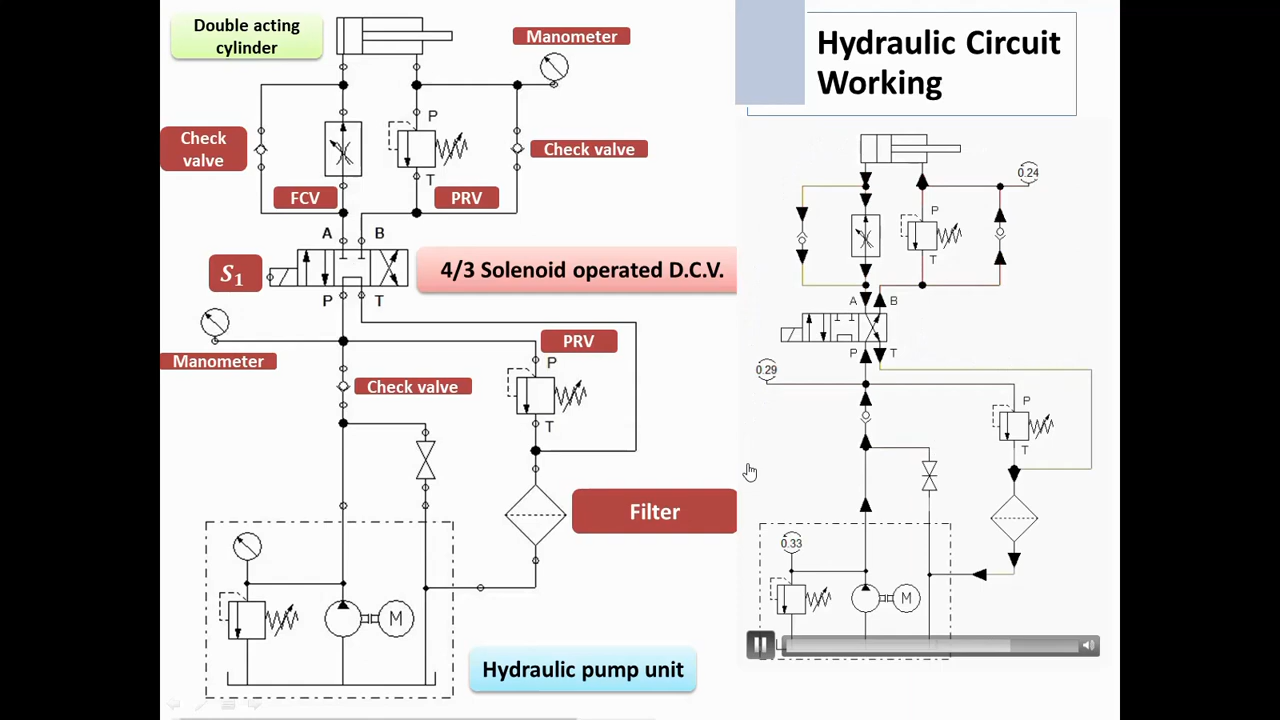 Double acting
cylinder
Manometer
Hydraulic Circuit
Working
P
Check
valve
Check valve
T
FCV
PRV
A
B
S1
4/3 Solenoid operated D.C.V.
P
T
Manometer
PRV
P
Check valve
T
Filter
M
Hydraulic pump unit
0.24
P
T
A
B
P
T
0.29
P
T
0.33
M